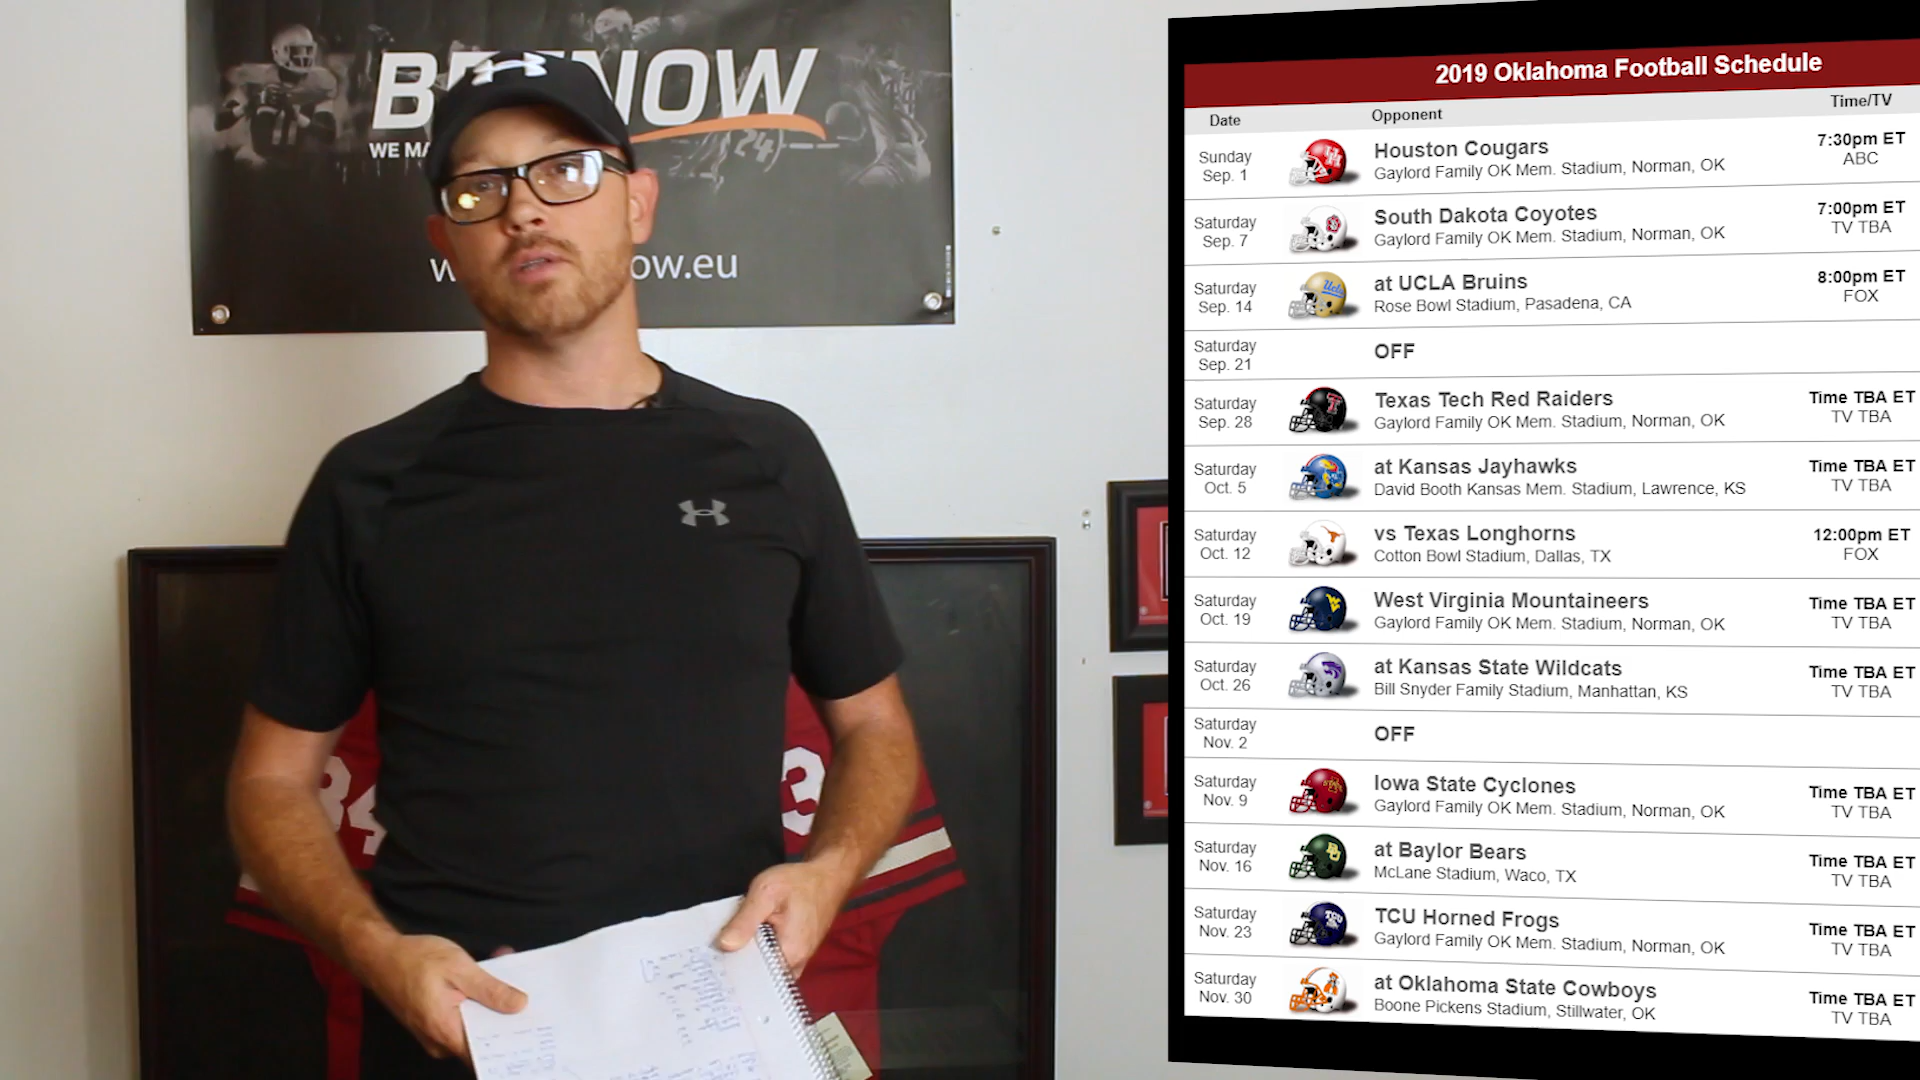 NOW
WE MA
ow.eu
24
34
3
2019 Oklahoma Football Schedule
Date Opponent Time/TV
Sunday
Sep. 1
Houston Cougars
Gaylord Family OK Mem. Stadium, Norman, OK
7:30pm ET
ABC
Saturday
Sep. 7
South Dakota Coyotes
Gaylord Family OK Mem. Stadium, Norman, OK
7:00pm ET
TV TBA
Saturday
Sep. 14
at UCLA Bruins
Rose Bowl Stadium, Pasadena, CA
8:00pm ET
FOX
Saturday
Sep. 21
OFF
Saturday
Sep. 28
Texas Tech Red Raiders
Gaylord Family OK Mem. Stadium, Norman, OK
Time TBA ET
TV TBA
Saturday
Oct. 5
at Kansas Jayhawks
David Booth Kansas Mem. Stadium, Lawrence, KS
Time TBA ET
TV TBA
Saturday
Oct. 12
vs Texas Longhorns
Cotton Bowl Stadium, Dallas, TX
12:00pm ET
FOX
Saturday
Oct. 19
West Virginia Mountaineers
Gaylord Family OK Mem. Stadium, Norman, OK
Time TBA ET
TV TBA
Saturday
Oct. 26
at Kansas State Wildcats
Bill Snyder Family Stadium, Manhattan, KS
Time TBA ET
TV TBA
Saturday
Nov. 2
OFF
Saturday
Nov. 9
Iowa State Cyclones
Gaylord Family OK Mem. Stadium, Norman, OK
Time TBA ET
TV TBA
Saturday
Nov. 16
at Baylor Bears
McLane Stadium, Waco, TX
Time TBA ET
TV TBA
Saturday
Nov. 23
TCU Horned Frogs
Gaylord Family OK Mem. Stadium, Norman, OK
Time TBA ET
TV TBA
Saturday
Nov. 30
at Oklahoma State Cowboys
Boone Pickens Stadium, Stillwater, OK
Time TBA ET
TV TBA